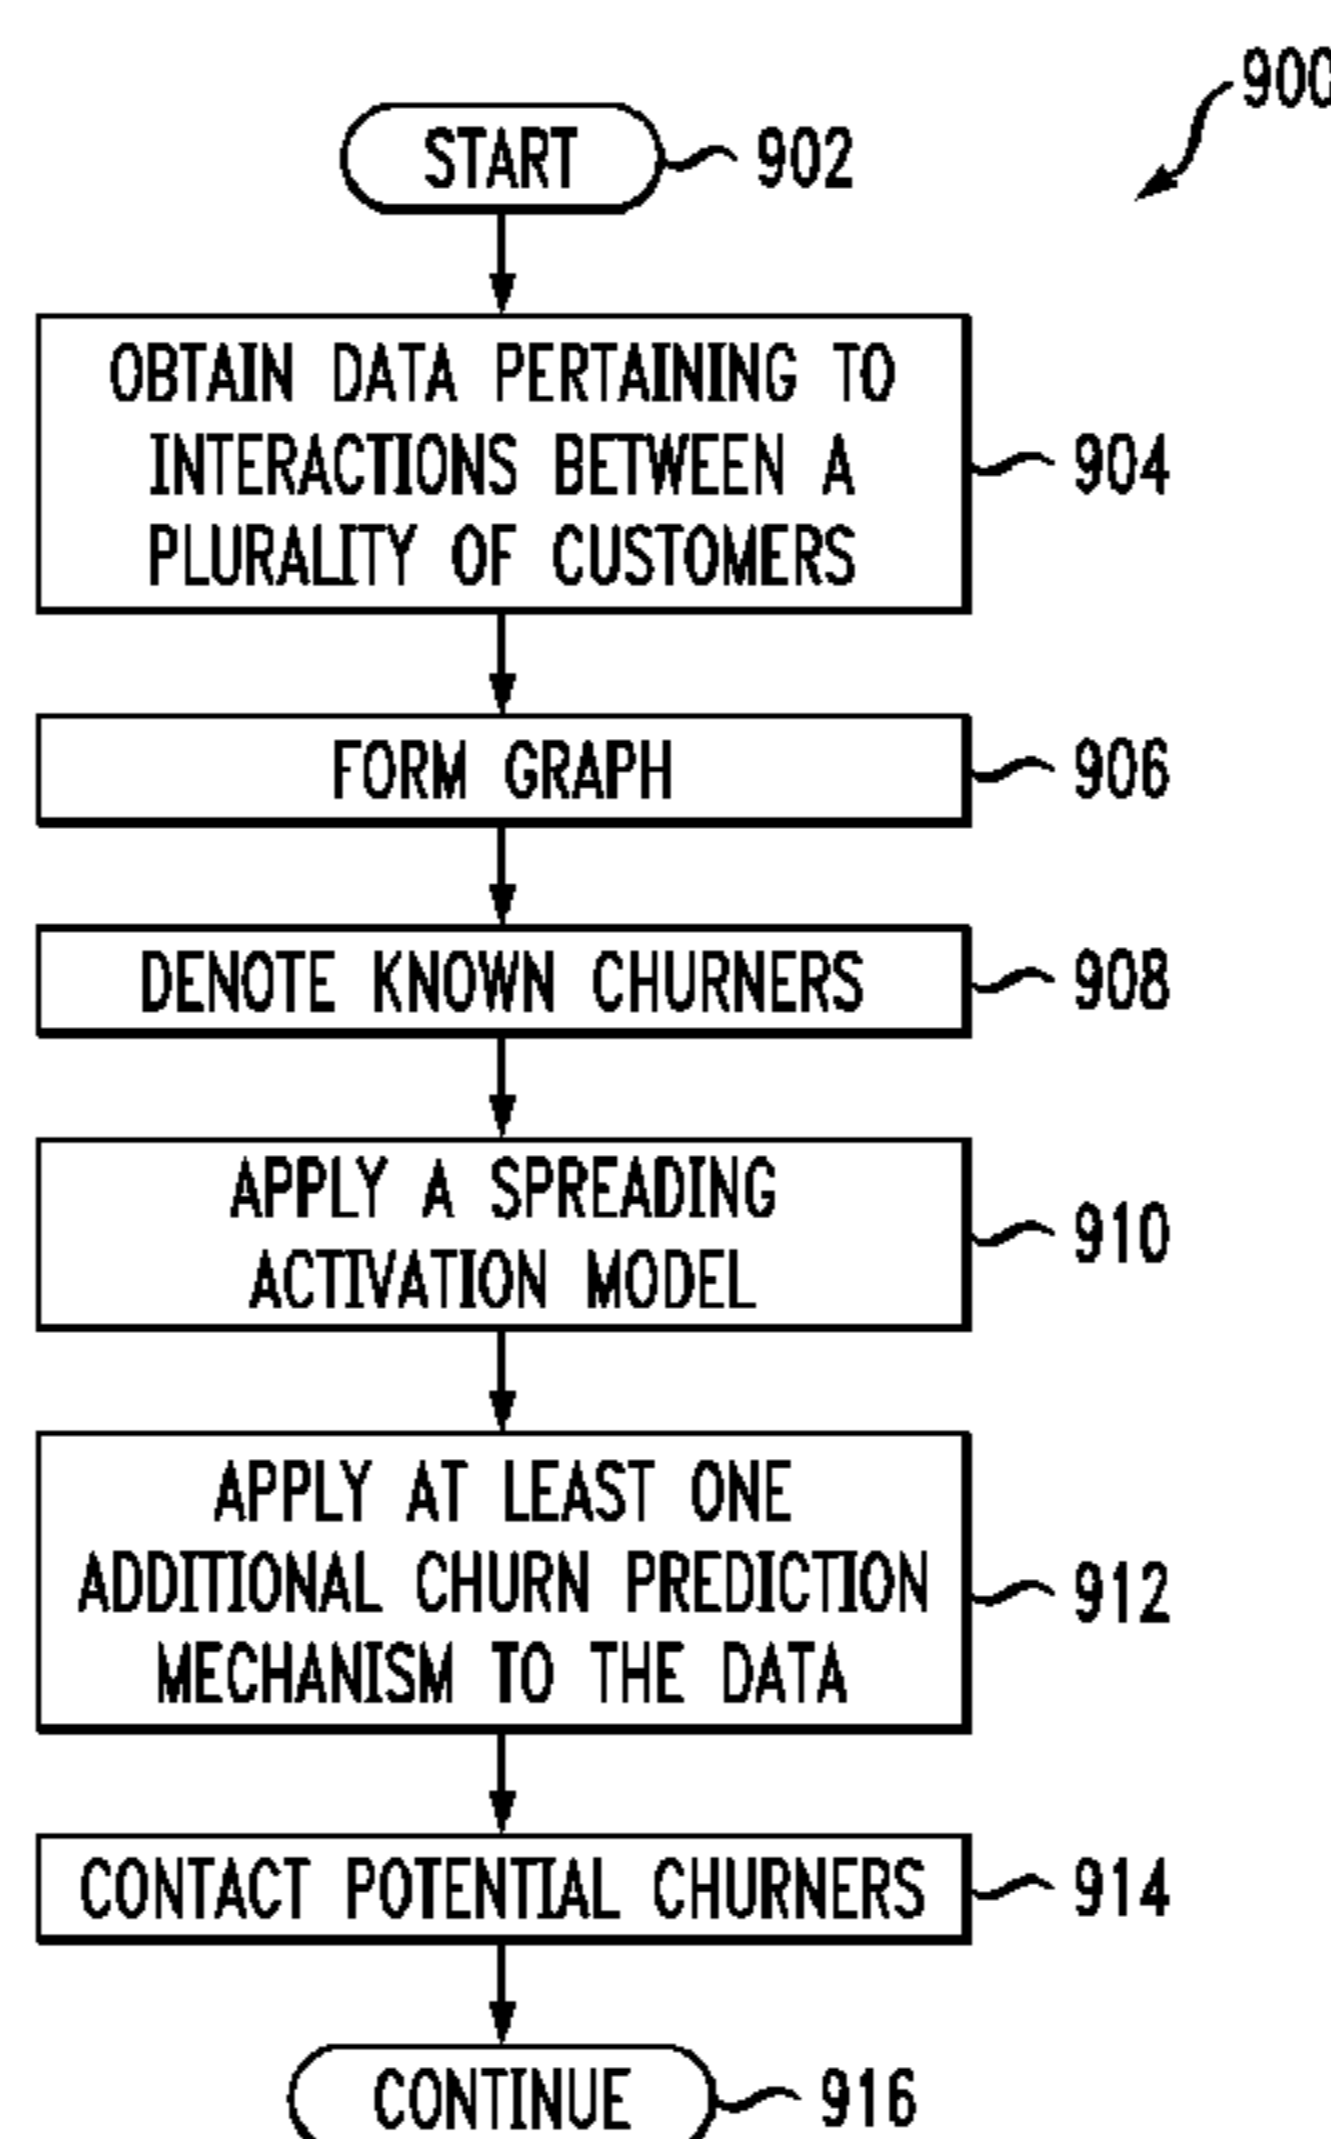 900
START
902
OBTAIN DATA PERTAINING TO
INTERACTIONS BETWEEN A
PLURALITY OF CUSTOMERS
904
FORM GRAPH
906
DENOTE KNOWN CHURNERS
908
APPLY A SPREADING
ACTIVATION MODEL
910
APPLY AT LEAST ONE
ADDITIONAL CHURN PREDICTION
MECHANISM TO THE DATA
912
CONTACT POTENTIAL CHURNERS
914
CONTINUE
916